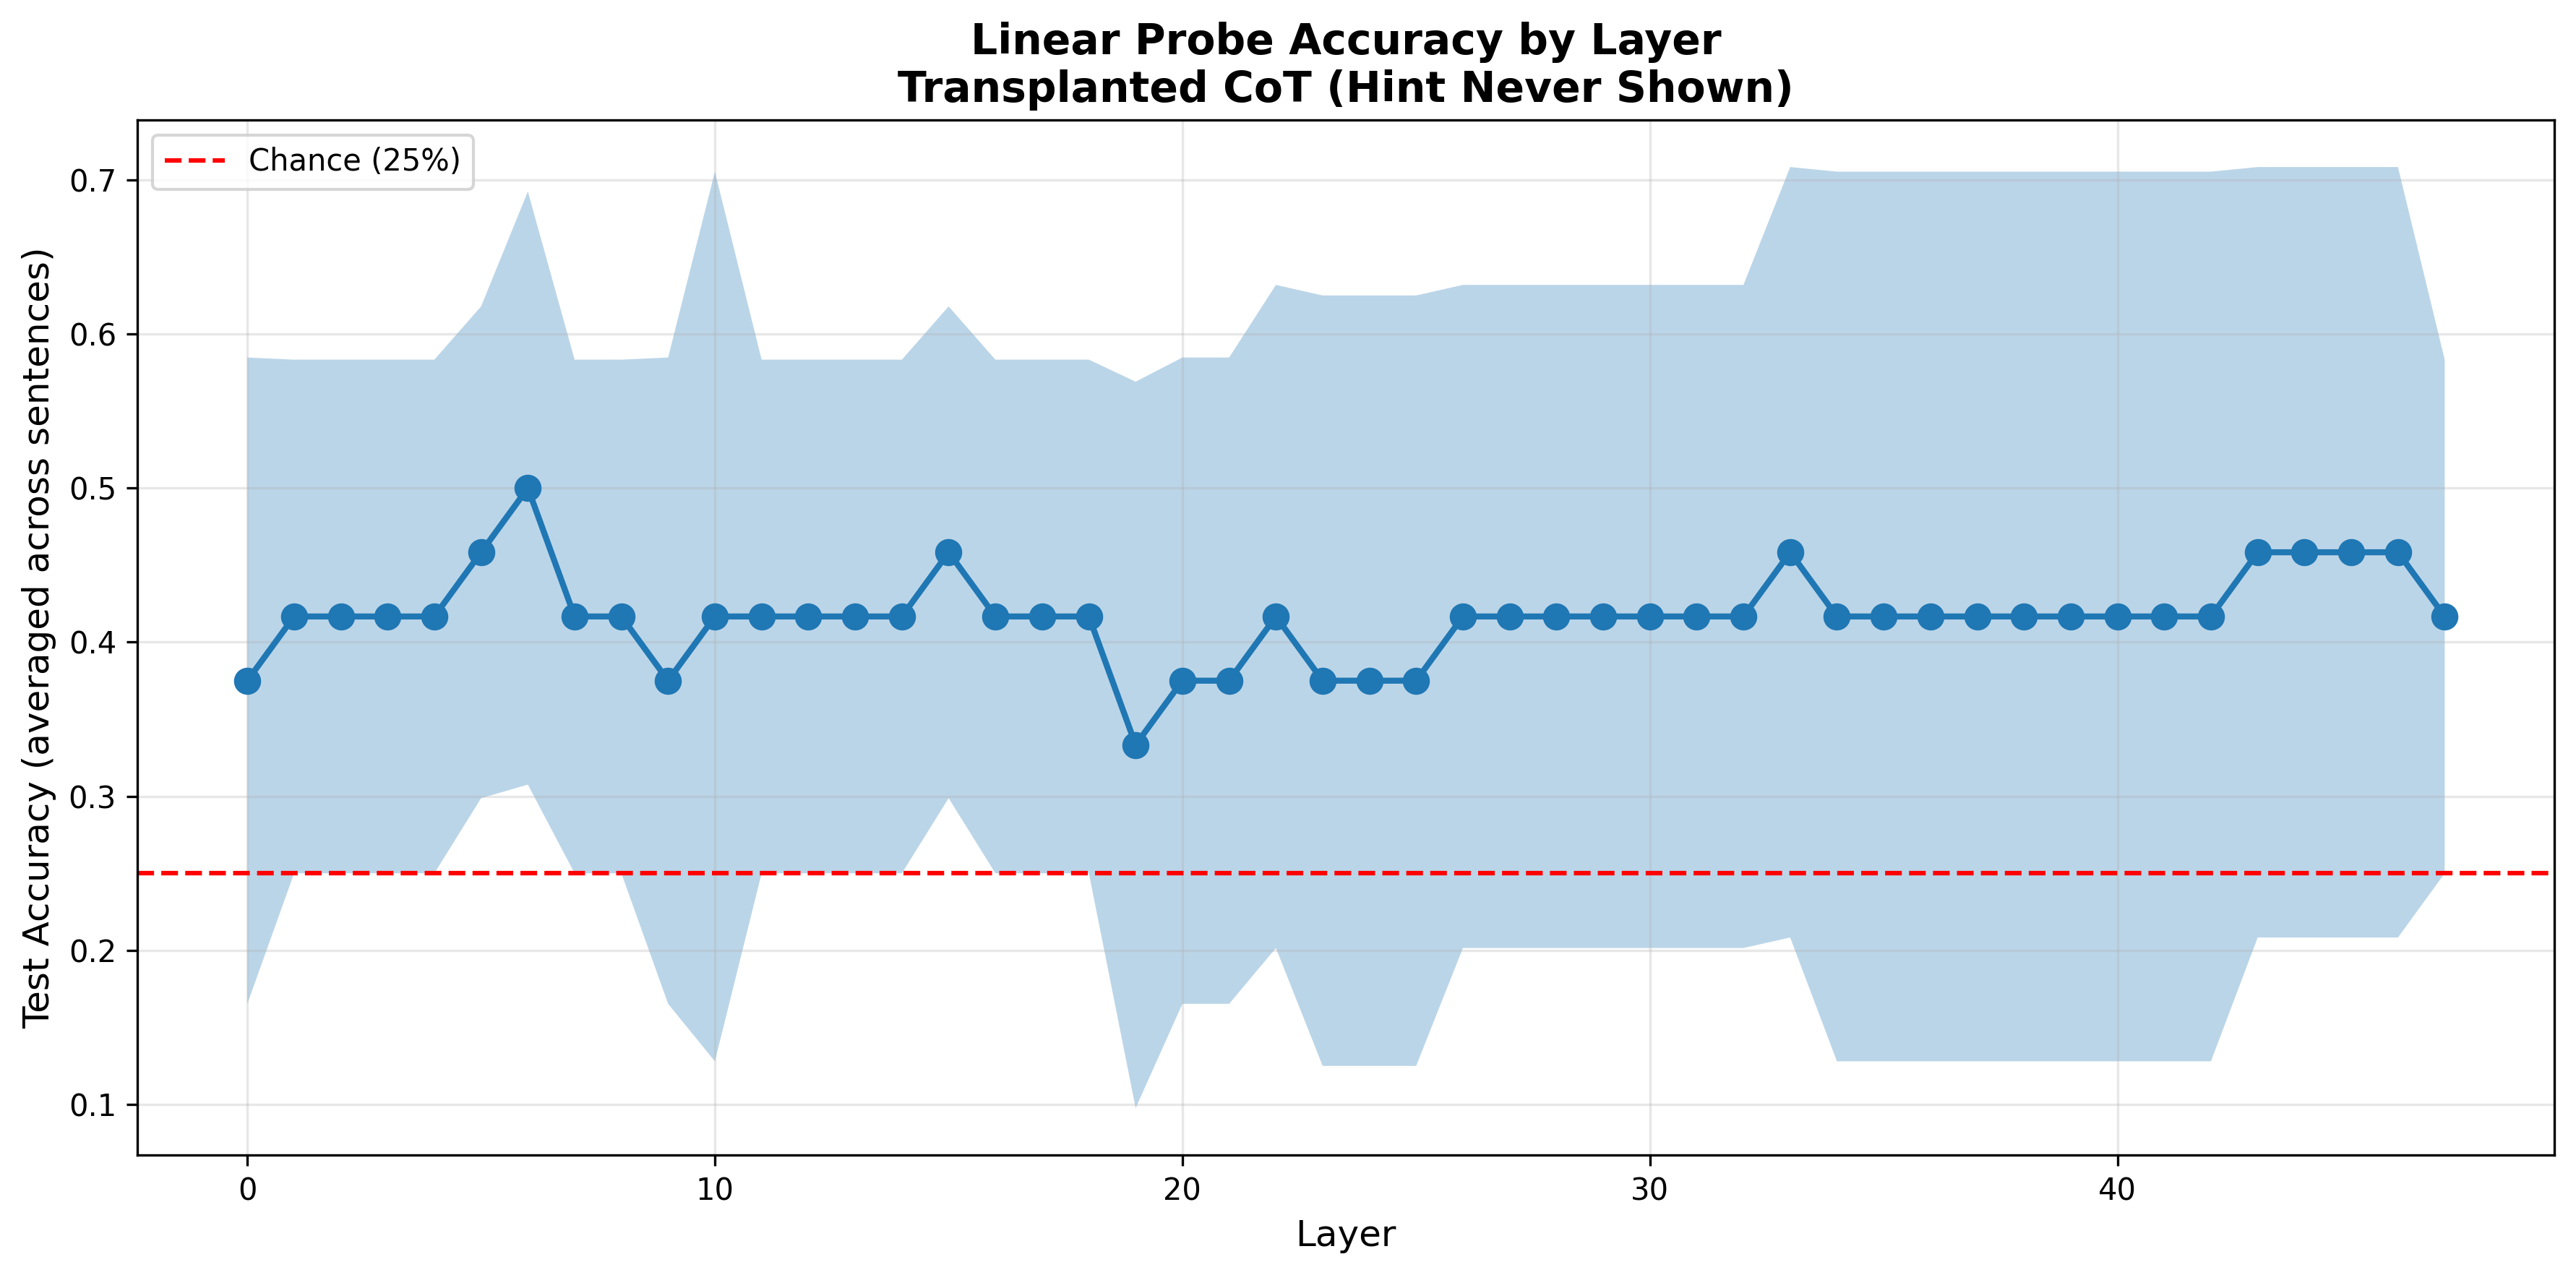 Linear Probe Accuracy by Layer
Transplanted CoT (Hint Never Shown)
Chance (25%)
Test Accuracy (averaged across sentences)
0.7
0.6
0.5
0.4
0.3
0.2
0.1
0 10 20 30 40
Layer